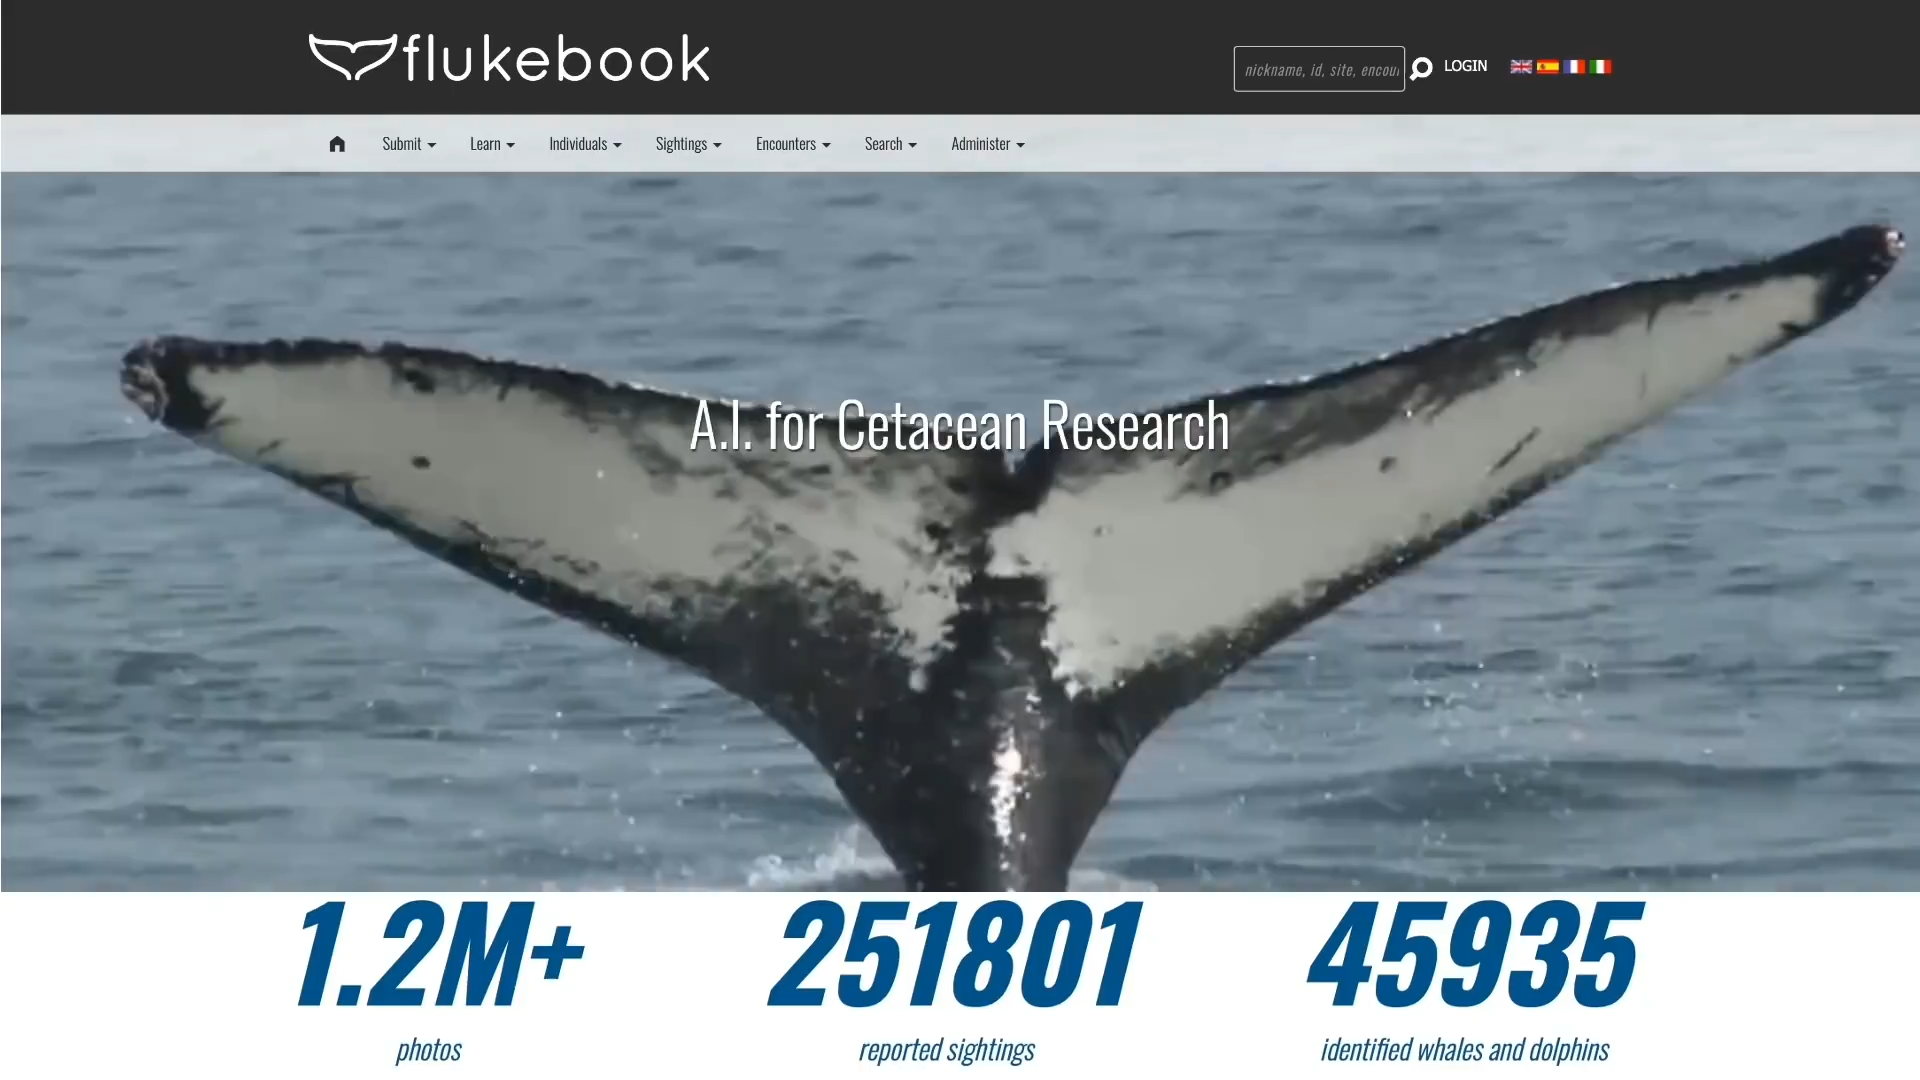 flukebook
nickname, id, site, encou
LOGIN
Submit Learn Individuals Sightings Encounters Search Administer
A.I. for Cetacean Research
1.2M+ 251801 45935
photos reported sightings identified whales and dolphins